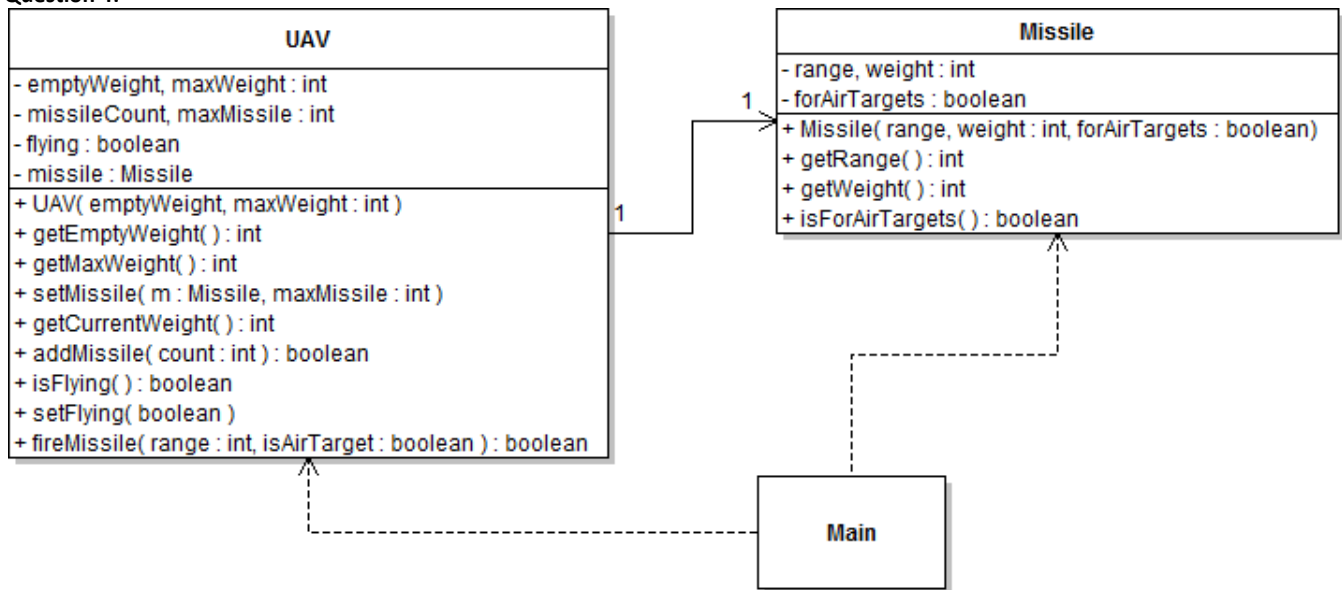 UAV
- emptyWeight, maxWeight : int
- missileCount, maxMissile : int
- flying : boolean
- missile : Missile
+ UAV( emptyWeight, maxWeight : int )
+ getEmptyWeight( ) : int
+ getMaxWeight( ) : int
+ setMissile( m : Missile, maxMissile : int )
+ getCurrentWeight( ) : int
+ addMissile( count : int ) : boolean
+ isFlying( ) : boolean
+ setFlying( boolean )
+ fireMissile( range : int, isAirTarget : boolean ) : boolean
1
1
Missile
- range, weight : int
- forAirTargets : boolean
+ Missile( range, weight : int, forAirTargets : boolean)
+ getRange( ) : int
+ getWeight( ) : int
+ isForAirTargets( ) : boolean
Main